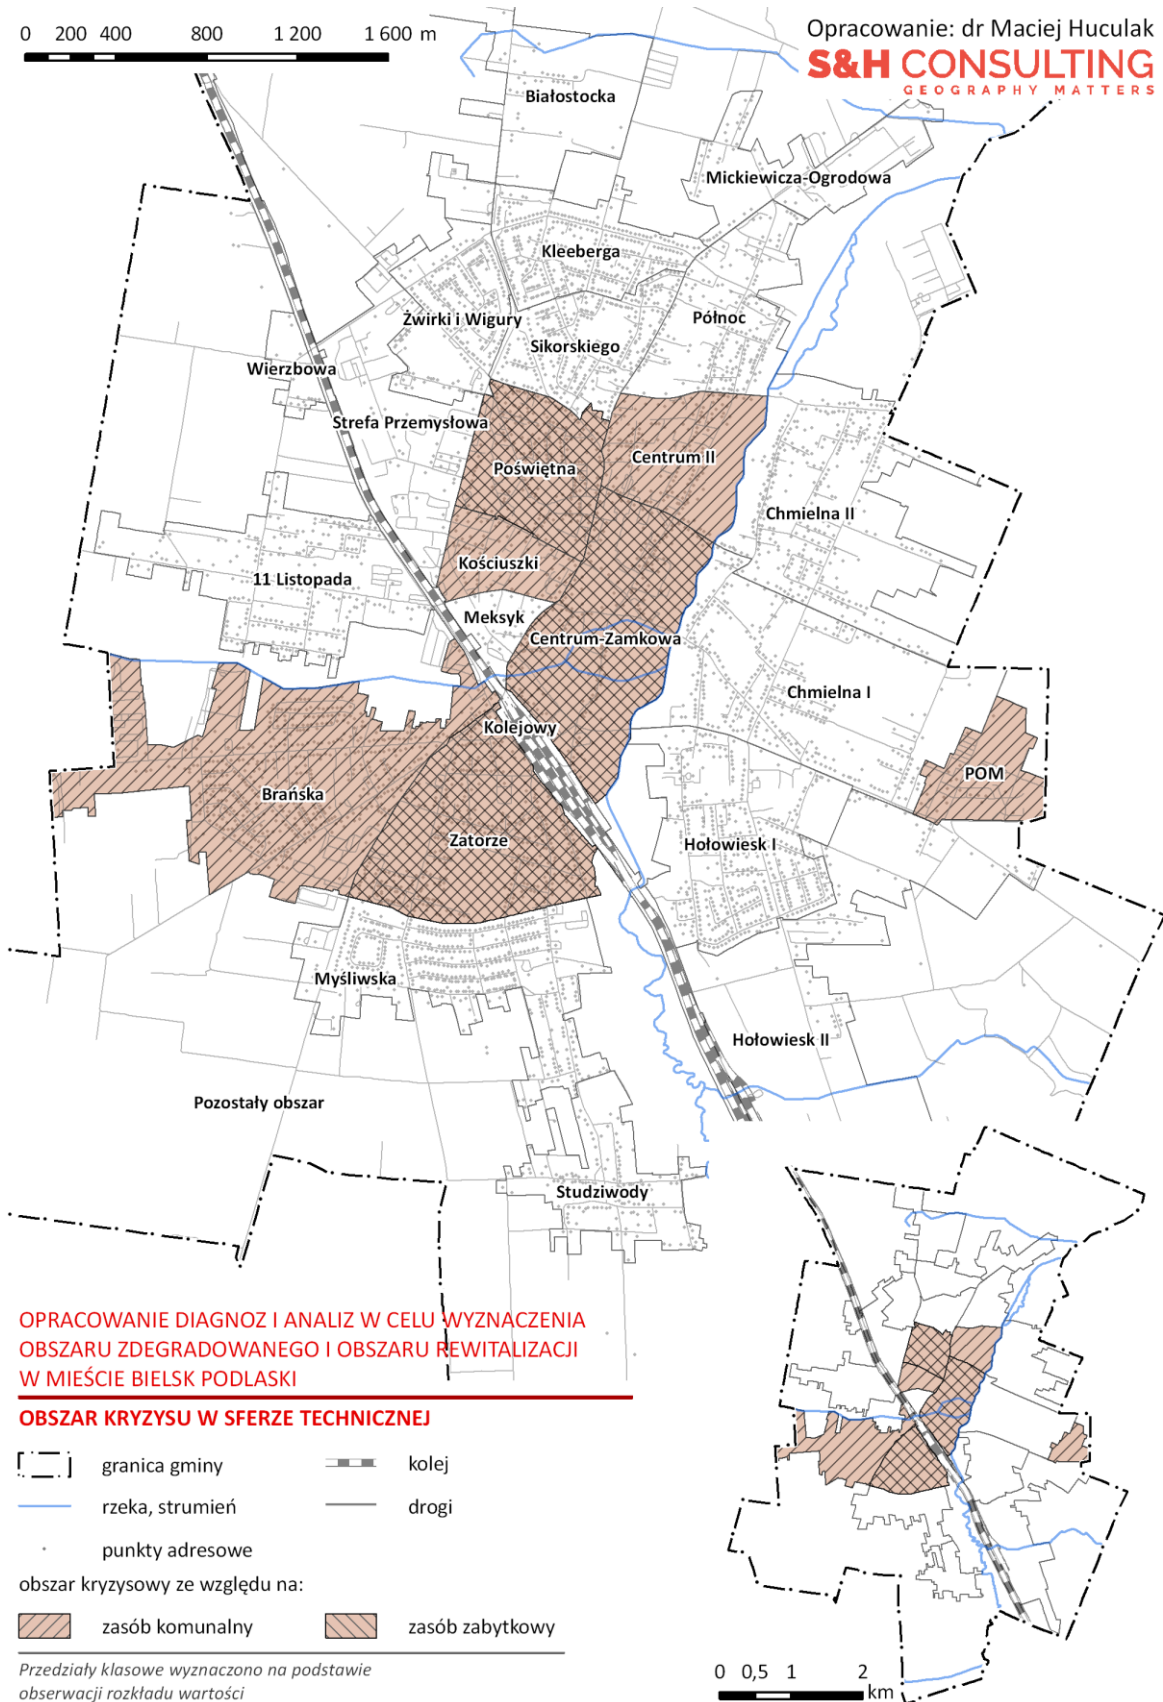 0 200 400 800 1 200 1 600 m
Opracowanie: dr Maciej Huculak
S&H CONSULTING
GEOGRAPHY MATTERS
Białostocka
Mickiewicza-Ogrodowa
Kleeberga
Żwirki i Wigury
Północ
Sikorskiego
Wierzbowa
Strefa Przemysłowa
Poświętna
Centrum II
Chmielna II
Kościuszki
11 Listopada
Meksyk
Centrum-Zamkowa
Chmielna I
Kolejowy
POM
Brańska
Zatorze
Hołowiesk I
Myśliwska
Hołowiesk II
Pozostały obszar
Studziwody
OPRACOWANIE DIAGNOZ I ANALIZ W CELU WYZNACZENIA
OBSZARU ZDEGRADOWANEGO I OBSZARU REWITALIZACJI
W MIEŚCIE BIELSK PODLASKI
OBSZAR KRYZYSU W SFERZE TECHNICZNEJ
granica gminy
kolej
rzeka, strumień
drogi
punkty adresowe
obszar kryzysowy ze względu na:
zasób komunalny
zasób zabytkowy
Przedziały klasowe wyznaczono na podstawie
obserwacji rozkładu wartości
0 0,5 1 2
km